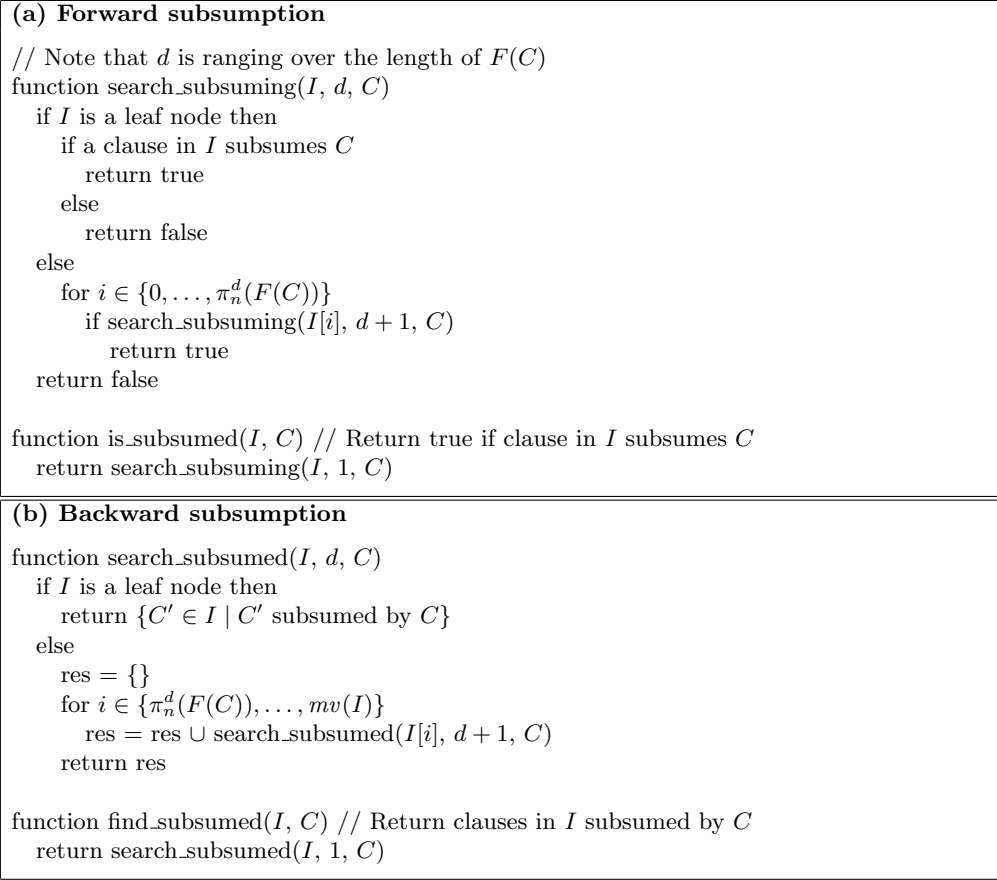 (a) Forward subsumption
// Note that d is ranging over the length of F(C)
function search_subsuming(I, d, C)
if I is a leaf node then
if a clause in I subsumes C
return true
else
return false
else
for i ∈ {0, . . . , π_n^d(F(C))}
if search_subsuming(I[i], d + 1, C)
return true
return false
function is_subsumed(I, C) // Return true if clause in I subsumes C
return search_subsuming(I, 1, C)
(b) Backward subsumption
function search_subsumed(I, d, C)
if I is a leaf node then
return {C′ ∈ I | C′ subsumed by C}
else
res = {}
for i ∈ {π_n^d(F(C)), . . . , mv(I)}
res = res ∪ search_subsumed(I[i], d + 1, C)
return res
function find_subsumed(I, C) // Return clauses in I subsumed by C
return search_subsumed(I, 1, C)